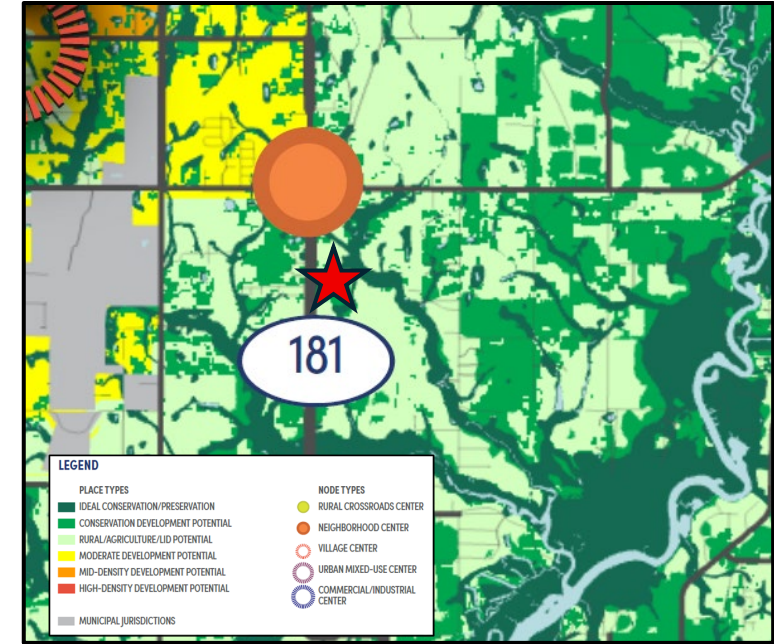 181
LEGEND
PLACE TYPES
IDEAL CONSERVATION/PRESERVATION
CONSERVATION DEVELOPMENT POTENTIAL
RURAL/AGRICULTURE/LID POTENTIAL
MODERATE DEVELOPMENT POTENTIAL
MID-DENSITY DEVELOPMENT POTENTIAL
HIGH-DENSITY DEVELOPMENT POTENTIAL
MUNICIPAL JURISDICTIONS
NODE TYPES
RURAL CROSSROADS CENTER
NEIGHBORHOOD CENTER
VILLAGE CENTER
URBAN MIXED-USE CENTER
COMMERCIAL/INDUSTRIAL
CENTER